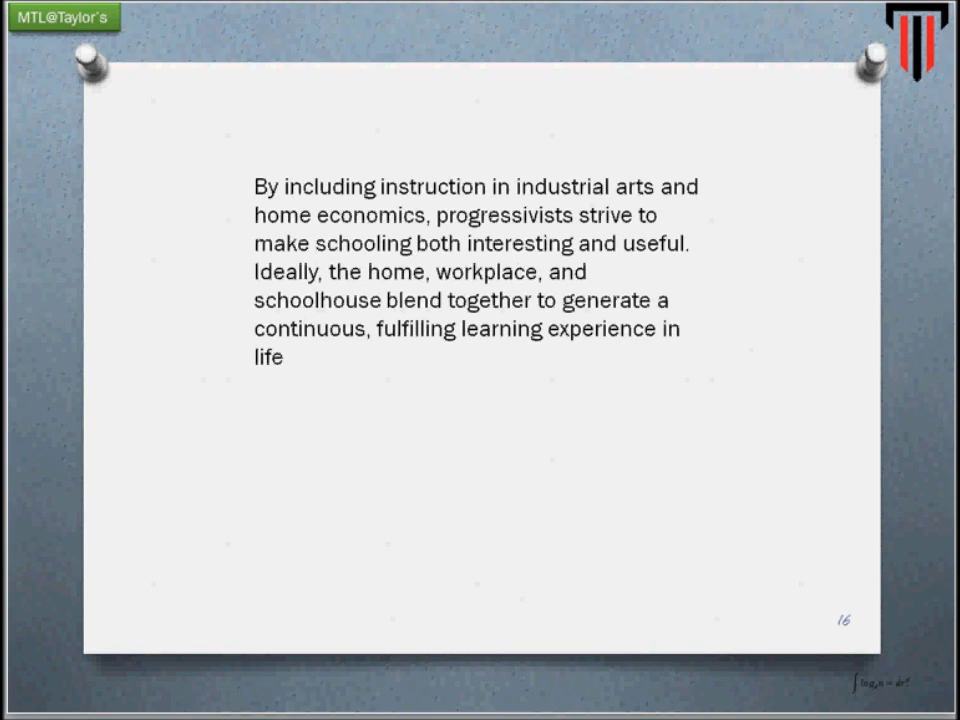 MTL@Taylor's
By including instruction in industrial arts and
home economics, progressivists strive to
make schooling both interesting and useful.
Ideally, the home, workplace, and
schoolhouse blend together to generate a
continuous, fulfilling learning experience in
life
16